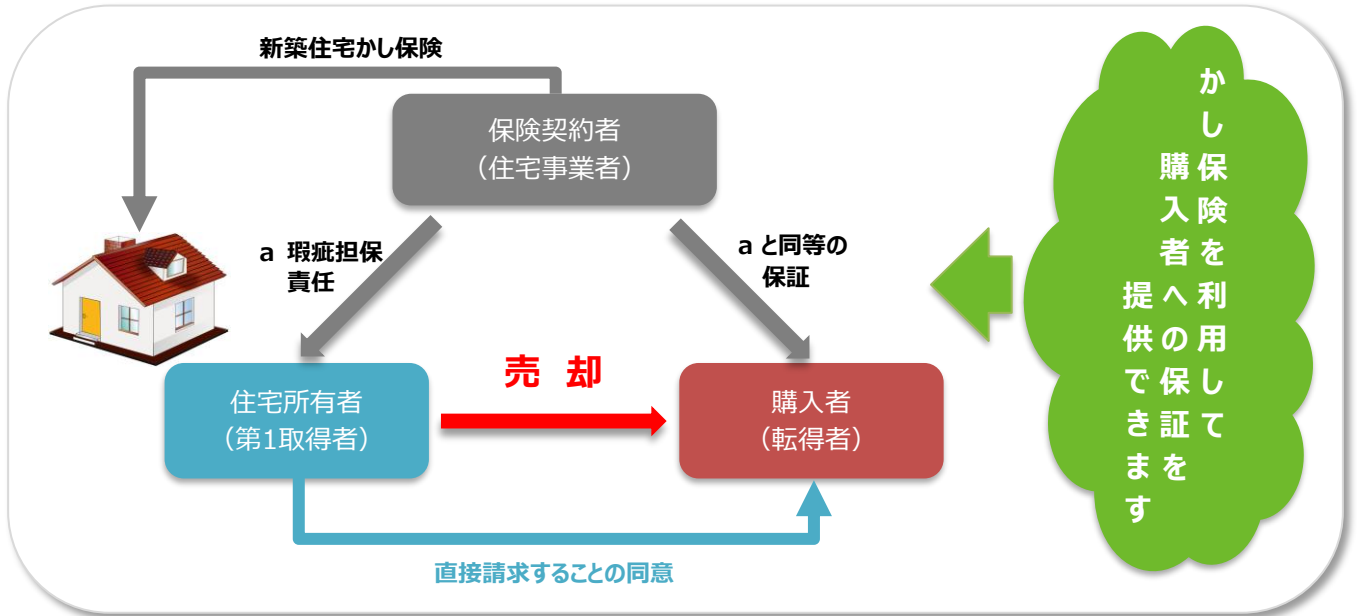 新築住宅かし保険
保険契約者
（住宅事業者）
a 瑕疵担保
責任
a と同等の
保証
売 却
住宅所有者
（第1取得者）
購入者
（転得者）
直接請求することの同意
かし保険を利用して
購入者への保証を
提供できます